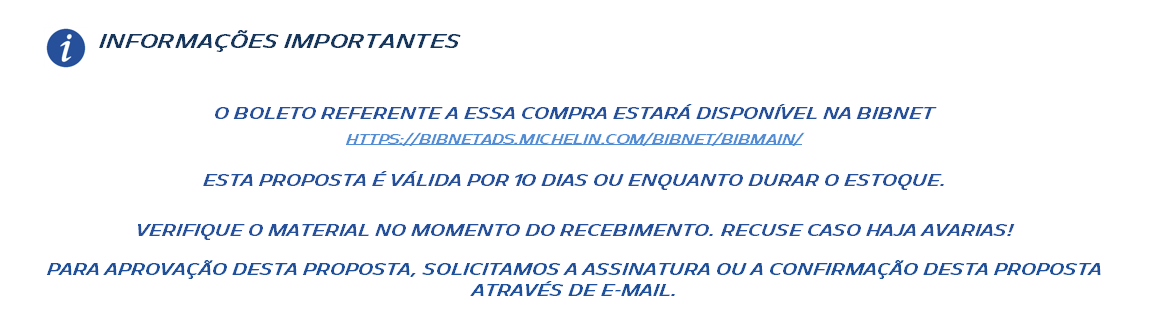 i INFORMAÇÕES IMPORTANTES
O BOLETO REFERENTE A ESSA COMPRA ESTARÁ DISPONÍVEL NA BIBNET
HTTPS://BIBNETADS.MICHELIN.COM/BIBNET/BIBMAIN/
ESTA PROPOSTA É VÁLIDA POR 10 DIAS OU ENQUANTO DURAR O ESTOQUE.
VERIFIQUE O MATERIAL NO MOMENTO DO RECEBIMENTO. RECUSE CASO HAJA AVARIAS!
PARA APROVAÇÃO DESTA PROPOSTA, SOLICITAMOS A ASSINATURA OU A CONFIRMAÇÃO DESTA PROPOSTA
ATRAVÉS DE E-MAIL.